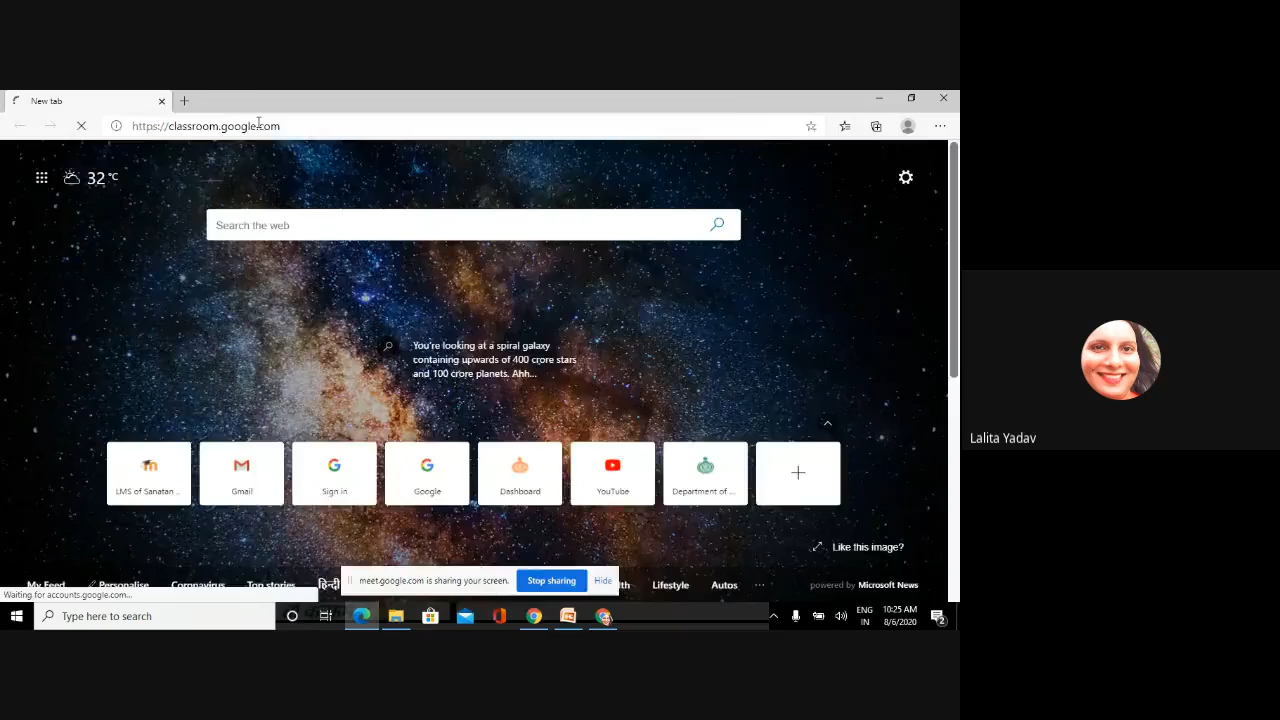 New tab
https://classroom.google.com
32 °C
Search the web
You're looking at a spiral galaxy
containing upwards of 400 crore stars
and 100 crore planets. Ahh...
LMS of Sanatan ..
Gmail
Sign in
Google
Dashboard
YouTube
Department of ...
Like this image?
My Feed Personalise Coronavirus Top stories हिन्दी Lifestyle Autos ... powered by Microsoft News
meet.google.com is sharing your screen. Stop sharing Hide
Waiting for accounts.google.com...
Type here to search
ENG
IN
10:25 AM
8/6/2020
2
Lalita Yadav